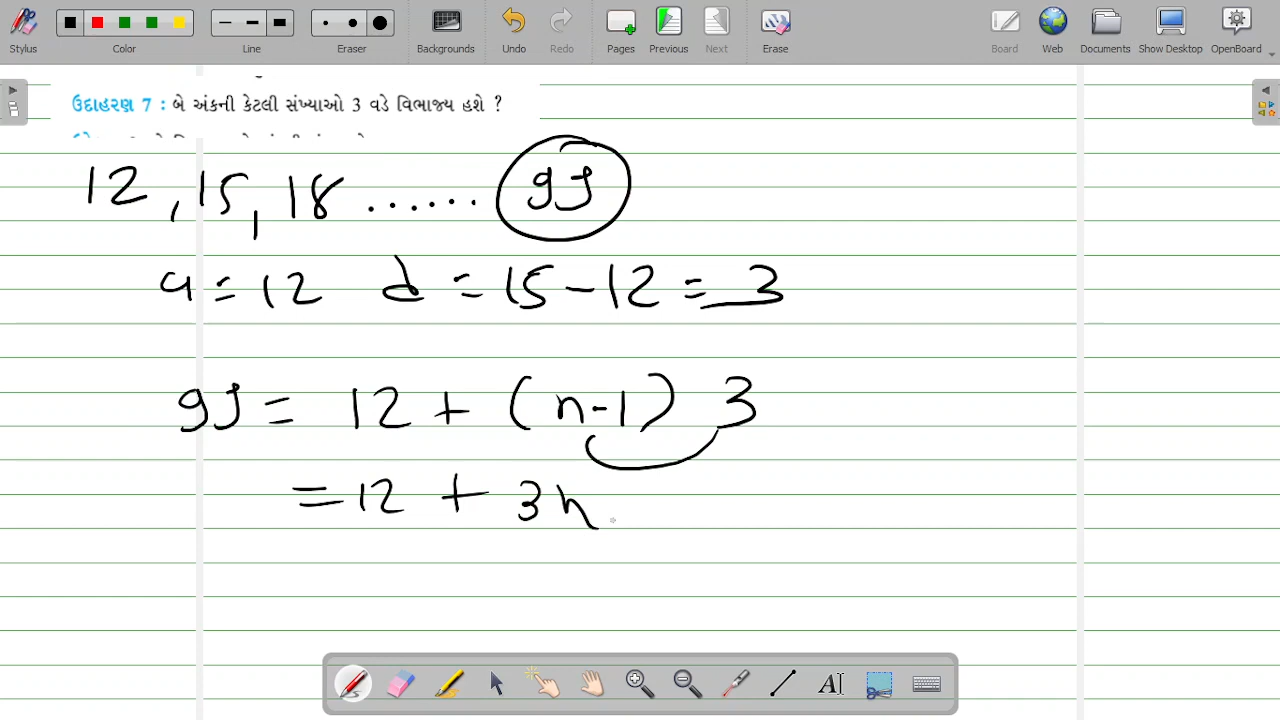 Stylus Color Line Eraser Backgrounds Undo Redo Pages Previous Next Erase Board Web Documents Show Desktop OpenBoard
ઉદાહરણ 7 : બે અંકની કેટલી સંખ્યાઓ 3 વડે વિભાજ્ય હશે ?
12, 15, 18 ...... 99
a = 12 d = 15 - 12 = 3
99 = 12 + (n-1) 3
= 12 + 3n